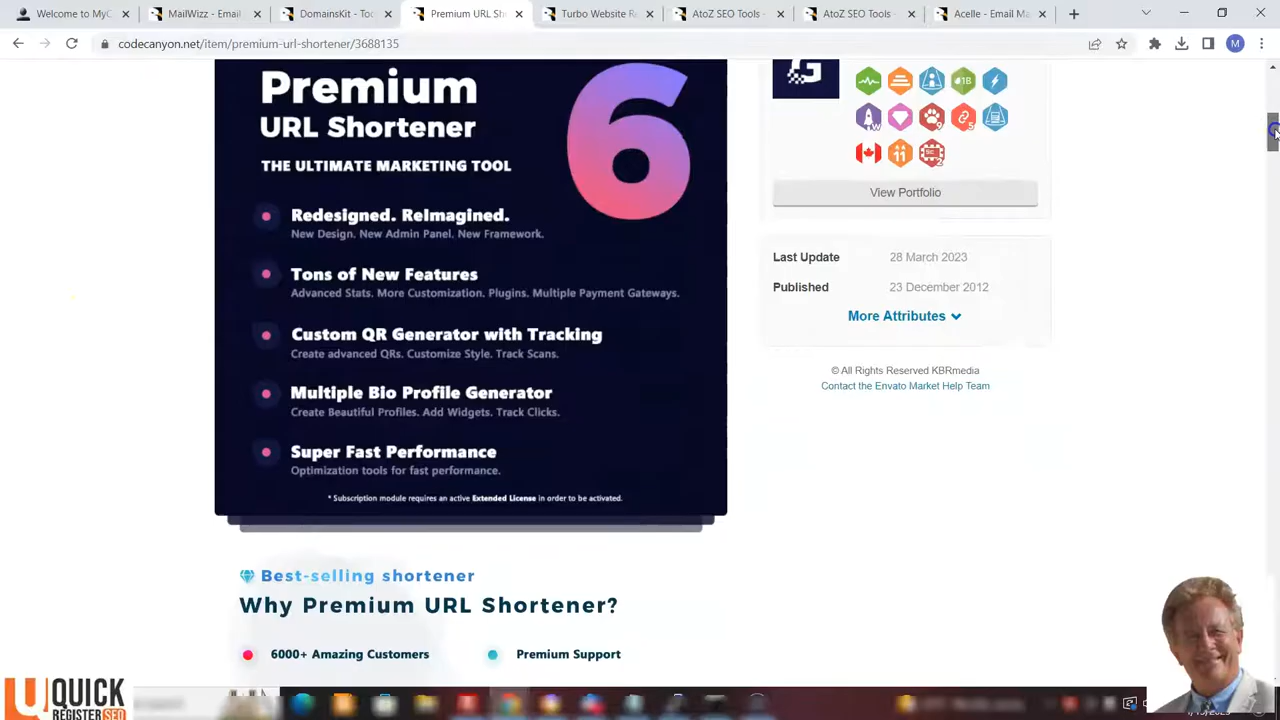 Welcome to MyC
MailWizz - Email
DomainsKit - Too
Premium URL Sh
Turbo Website R
AtoZ SEO Tools -
AtoZ SEO Tools -
Acelle - Email Ma
codecanyon.net/item/premium-url-shortener/3688135
M
Premium
URL Shortener
6
THE ULTIMATE MARKETING TOOL
Redesigned. ReImagined.
New Design. New Admin Panel. New Framework.
Tons of New Features
Advanced Stats. More Customization. Plugins. Multiple Payment Gateways.
Custom QR Generator with Tracking
Create advanced QRs. Customize Style. Track Scans.
Multiple Bio Profile Generator
Create Beautiful Profiles. Add Widgets. Track Clicks.
Super Fast Performance
Optimization tools for fast performance.
* Subscription module requires an active Extended License in order to be activated.
View Portfolio
Last Update 28 March 2023
Published 23 December 2012
More Attributes
© All Rights Reserved KBRmedia
Contact the Envato Market Help Team
Best-selling shortener
Why Premium URL Shortener?
6000+ Amazing Customers
Premium Support
QUICK
REGISTERSEO